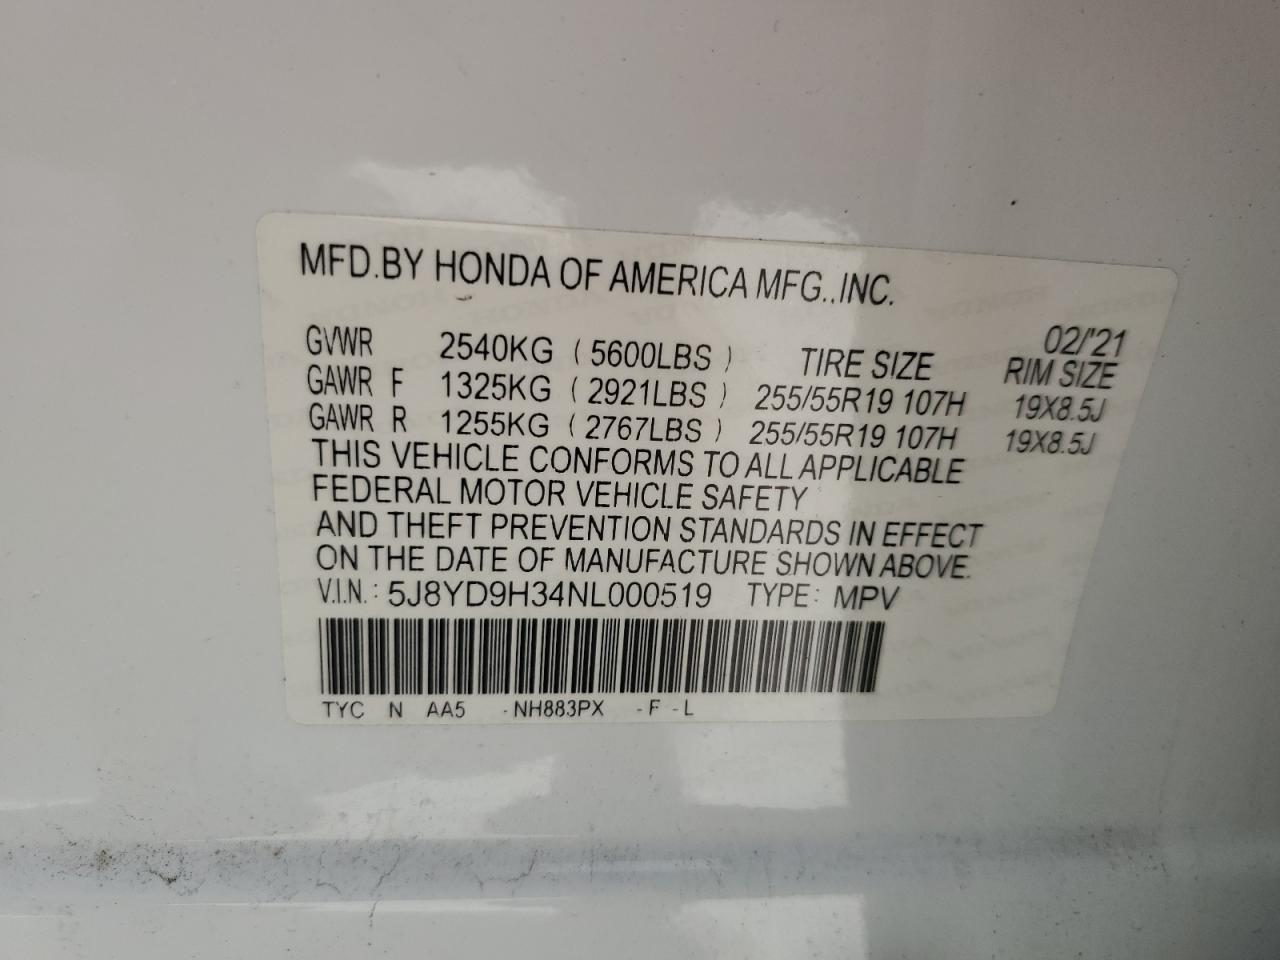 MFD.BY HONDA OF AMERICA MFG.,INC.
02/'21
GVWR 2540KG ( 5600LBS ) TIRE SIZE RIM SIZE
GAWR F 1325KG ( 2921LBS ) 255/55R19 107H 19X8.5J
GAWR R 1255KG ( 2767LBS ) 255/55R19 107H 19X8.5J
THIS VEHICLE CONFORMS TO ALL APPLICABLE
FEDERAL MOTOR VEHICLE SAFETY
AND THEFT PREVENTION STANDARDS IN EFFECT
ON THE DATE OF MANUFACTURE SHOWN ABOVE.
V.I.N.: 5J8YD9H34NL000519 TYPE: MPV
TYC N AA5 -NH883PX -F -L